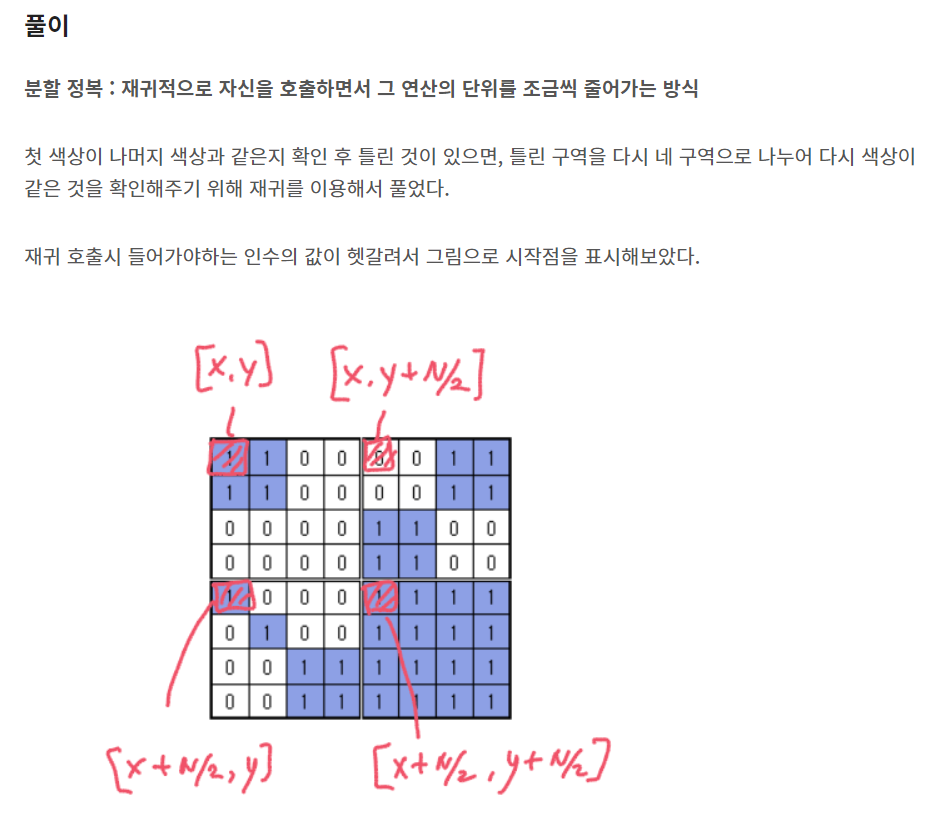 풀이
분할 정복 : 재귀적으로 자신을 호출하면서 그 연산의 단위를 조금씩 줄어가는 방식
첫 색상이 나머지 색상과 같은지 확인 후 틀린 것이 있으면, 틀린 구역을 다시 네 구역으로 나누어 다시 색상이
같은 것을 확인해주기 위해 재귀를 이용해서 풀었다.
재귀 호출시 들어가야하는 인수의 값이 헷갈려서 그림으로 시작점을 표시해보았다.
[x,y] [x,y+N/2]
1 1 0 0 0 0 1 1
1 1 0 0 0 0 1 1
0 0 0 0 1 1 0 0
0 0 0 0 1 1 0 0
1 0 0 0 1 1 1 1
0 1 0 0 1 1 1 1
0 0 1 1 1 1 1 1
0 0 1 1 1 1 1 1
[x+N/2,y] [x+N/2,y+N/2]